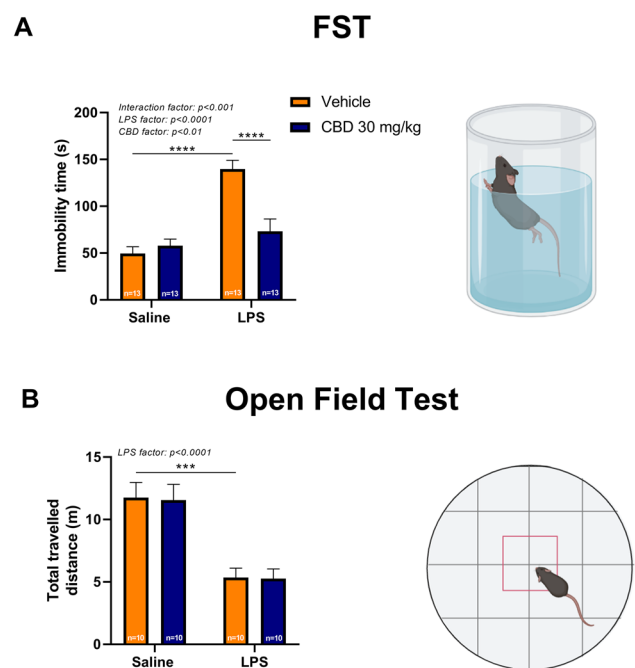 A
FST
Interaction factor: p<0.001
LPS factor: p<0.0001
CBD factor: p<0.01
Vehicle
CBD 30 mg/kg
****
****
Immobility time (s)
200
150
100
50
0
n=13
n=13
n=13
n=13
Saline
LPS
B
Open Field Test
LPS factor: p<0.0001
***
Total travelled
distance (m)
15
10
5
0
n=10
n=10
n=10
n=10
Saline
LPS